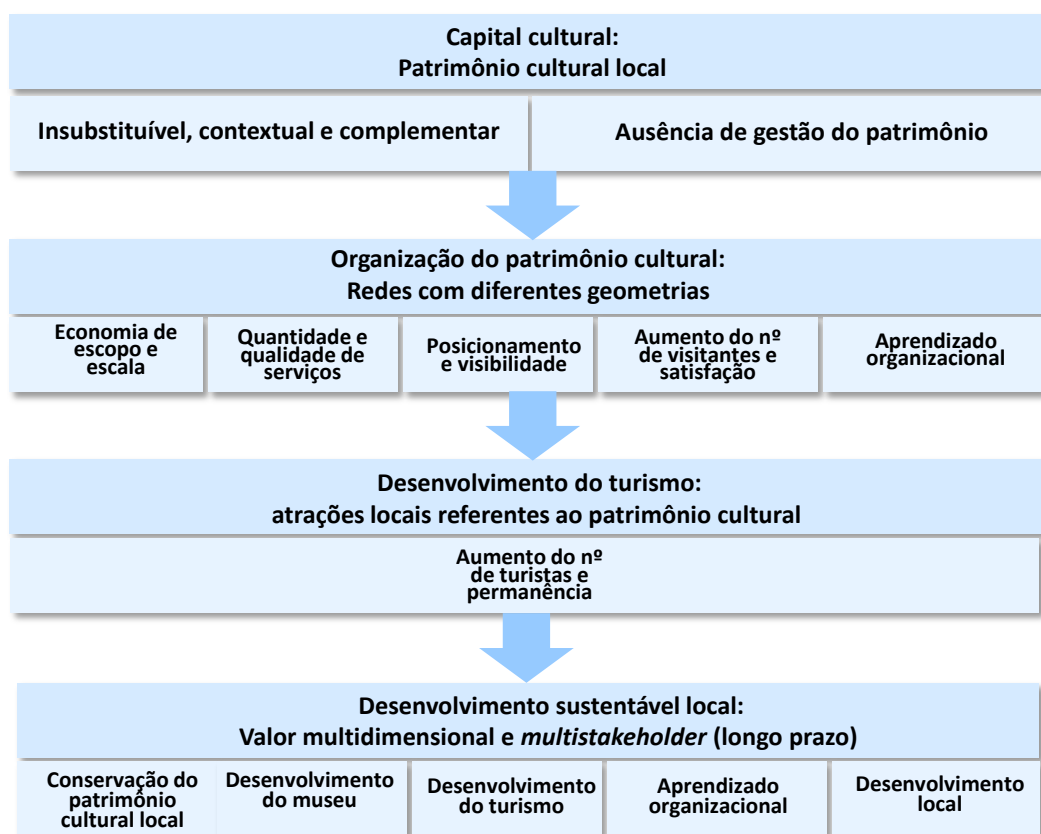 Capital cultural:
Patrimônio cultural local
Insubstituível, contextual e complementar
Ausência de gestão do patrimônio
Organização do patrimônio cultural:
Redes com diferentes geometrias
Economia de
escopo e
escala
Quantidade e
qualidade de
serviços
Posicionamento
e visibilidade
Aumento do nº
de visitantes e
satisfação
Aprendizado
organizacional
Desenvolvimento do turismo:
atrações locais referentes ao patrimônio cultural
Aumento do nº
de turistas e
permanência
Desenvolvimento sustentável local:
Valor multidimensional e multistakeholder (longo prazo)
Conservação do
patrimônio
cultural local
Desenvolvimento
do museu
Desenvolvimento
do turismo
Aprendizado
organizacional
Desenvolvimento
local